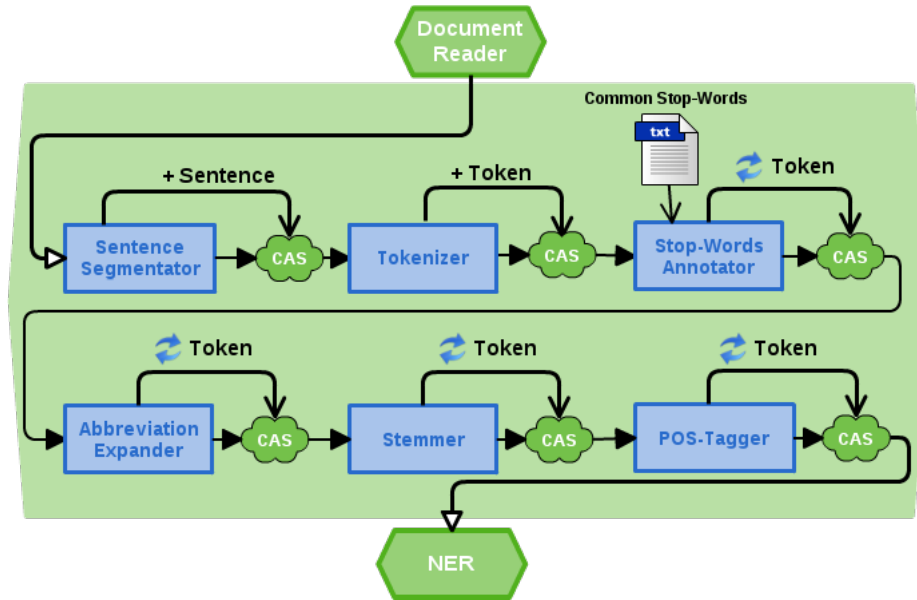 Document
Reader
Common Stop-Words
txt
+ Sentence
+ Token
Token
Sentence
Segmentator
CAS
Tokenizer
CAS
Stop-Words
Annotator
CAS
Token
Token
Token
Abbreviation
Expander
CAS
Stemmer
CAS
POS-Tagger
CAS
NER